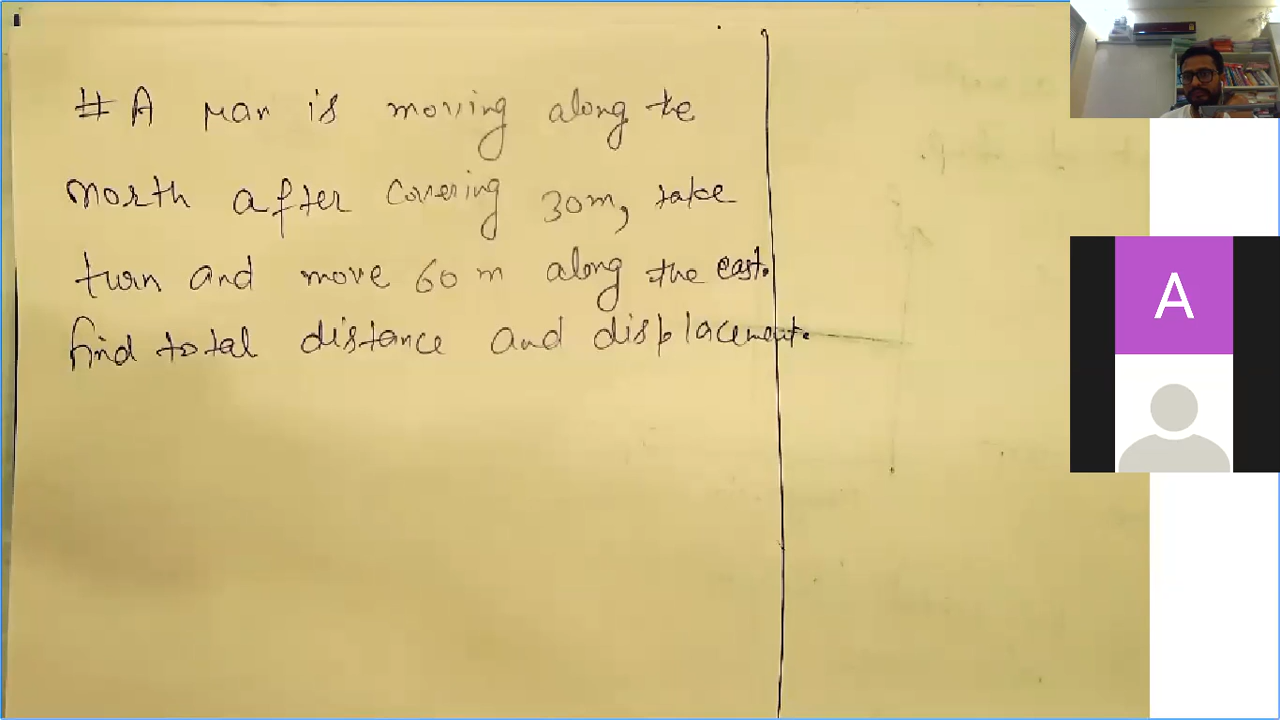 # A man is moving along the
north after covering 30m, take
turn and move 60 m along the east.
find total distance and displacement.
A